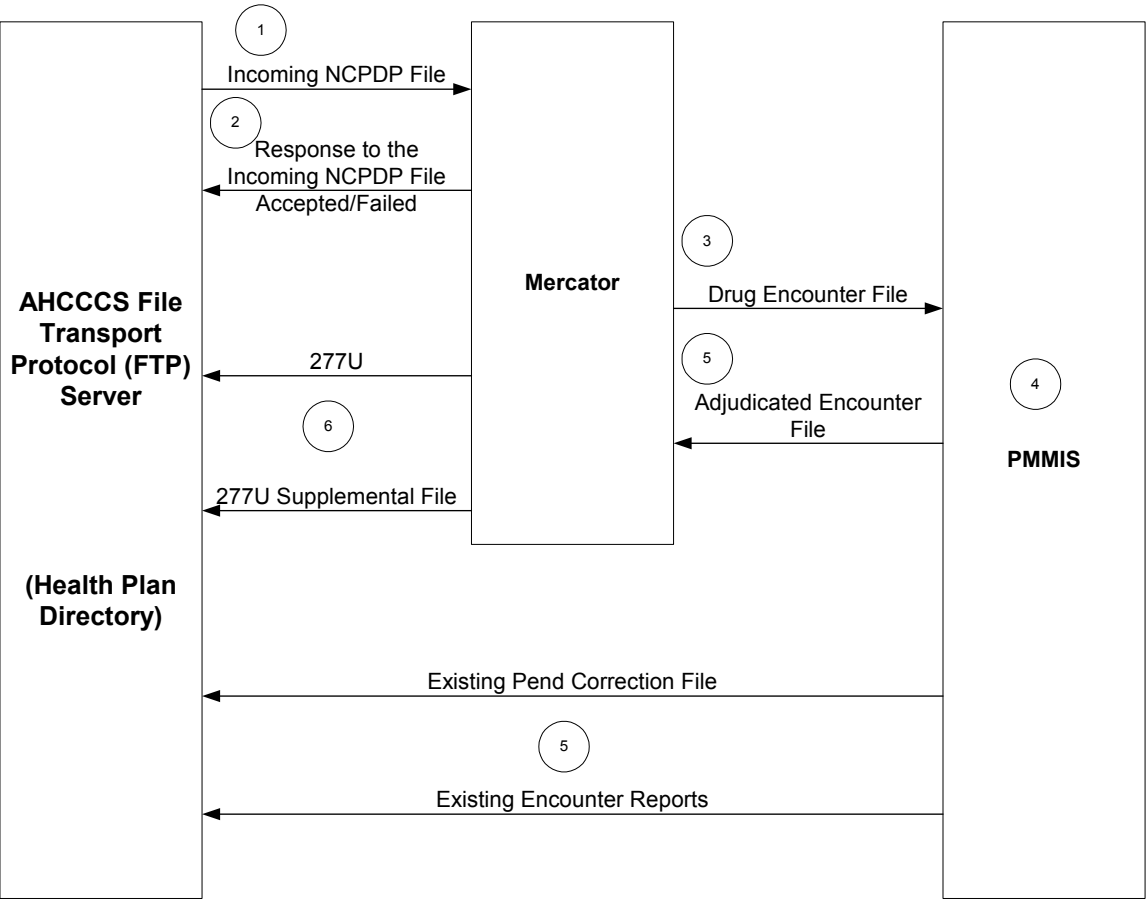 1
Incoming NCPDP File
2
Response to the
Incoming NCPDP File
Accepted/Failed
3
Mercator
Drug Encounter File
AHCCCS File
Transport
Protocol (FTP)
Server
277U
5
4
Adjudicated Encounter
File
6
PMMIS
277U Supplemental File
(Health Plan
Directory)
Existing Pend Correction File
5
Existing Encounter Reports